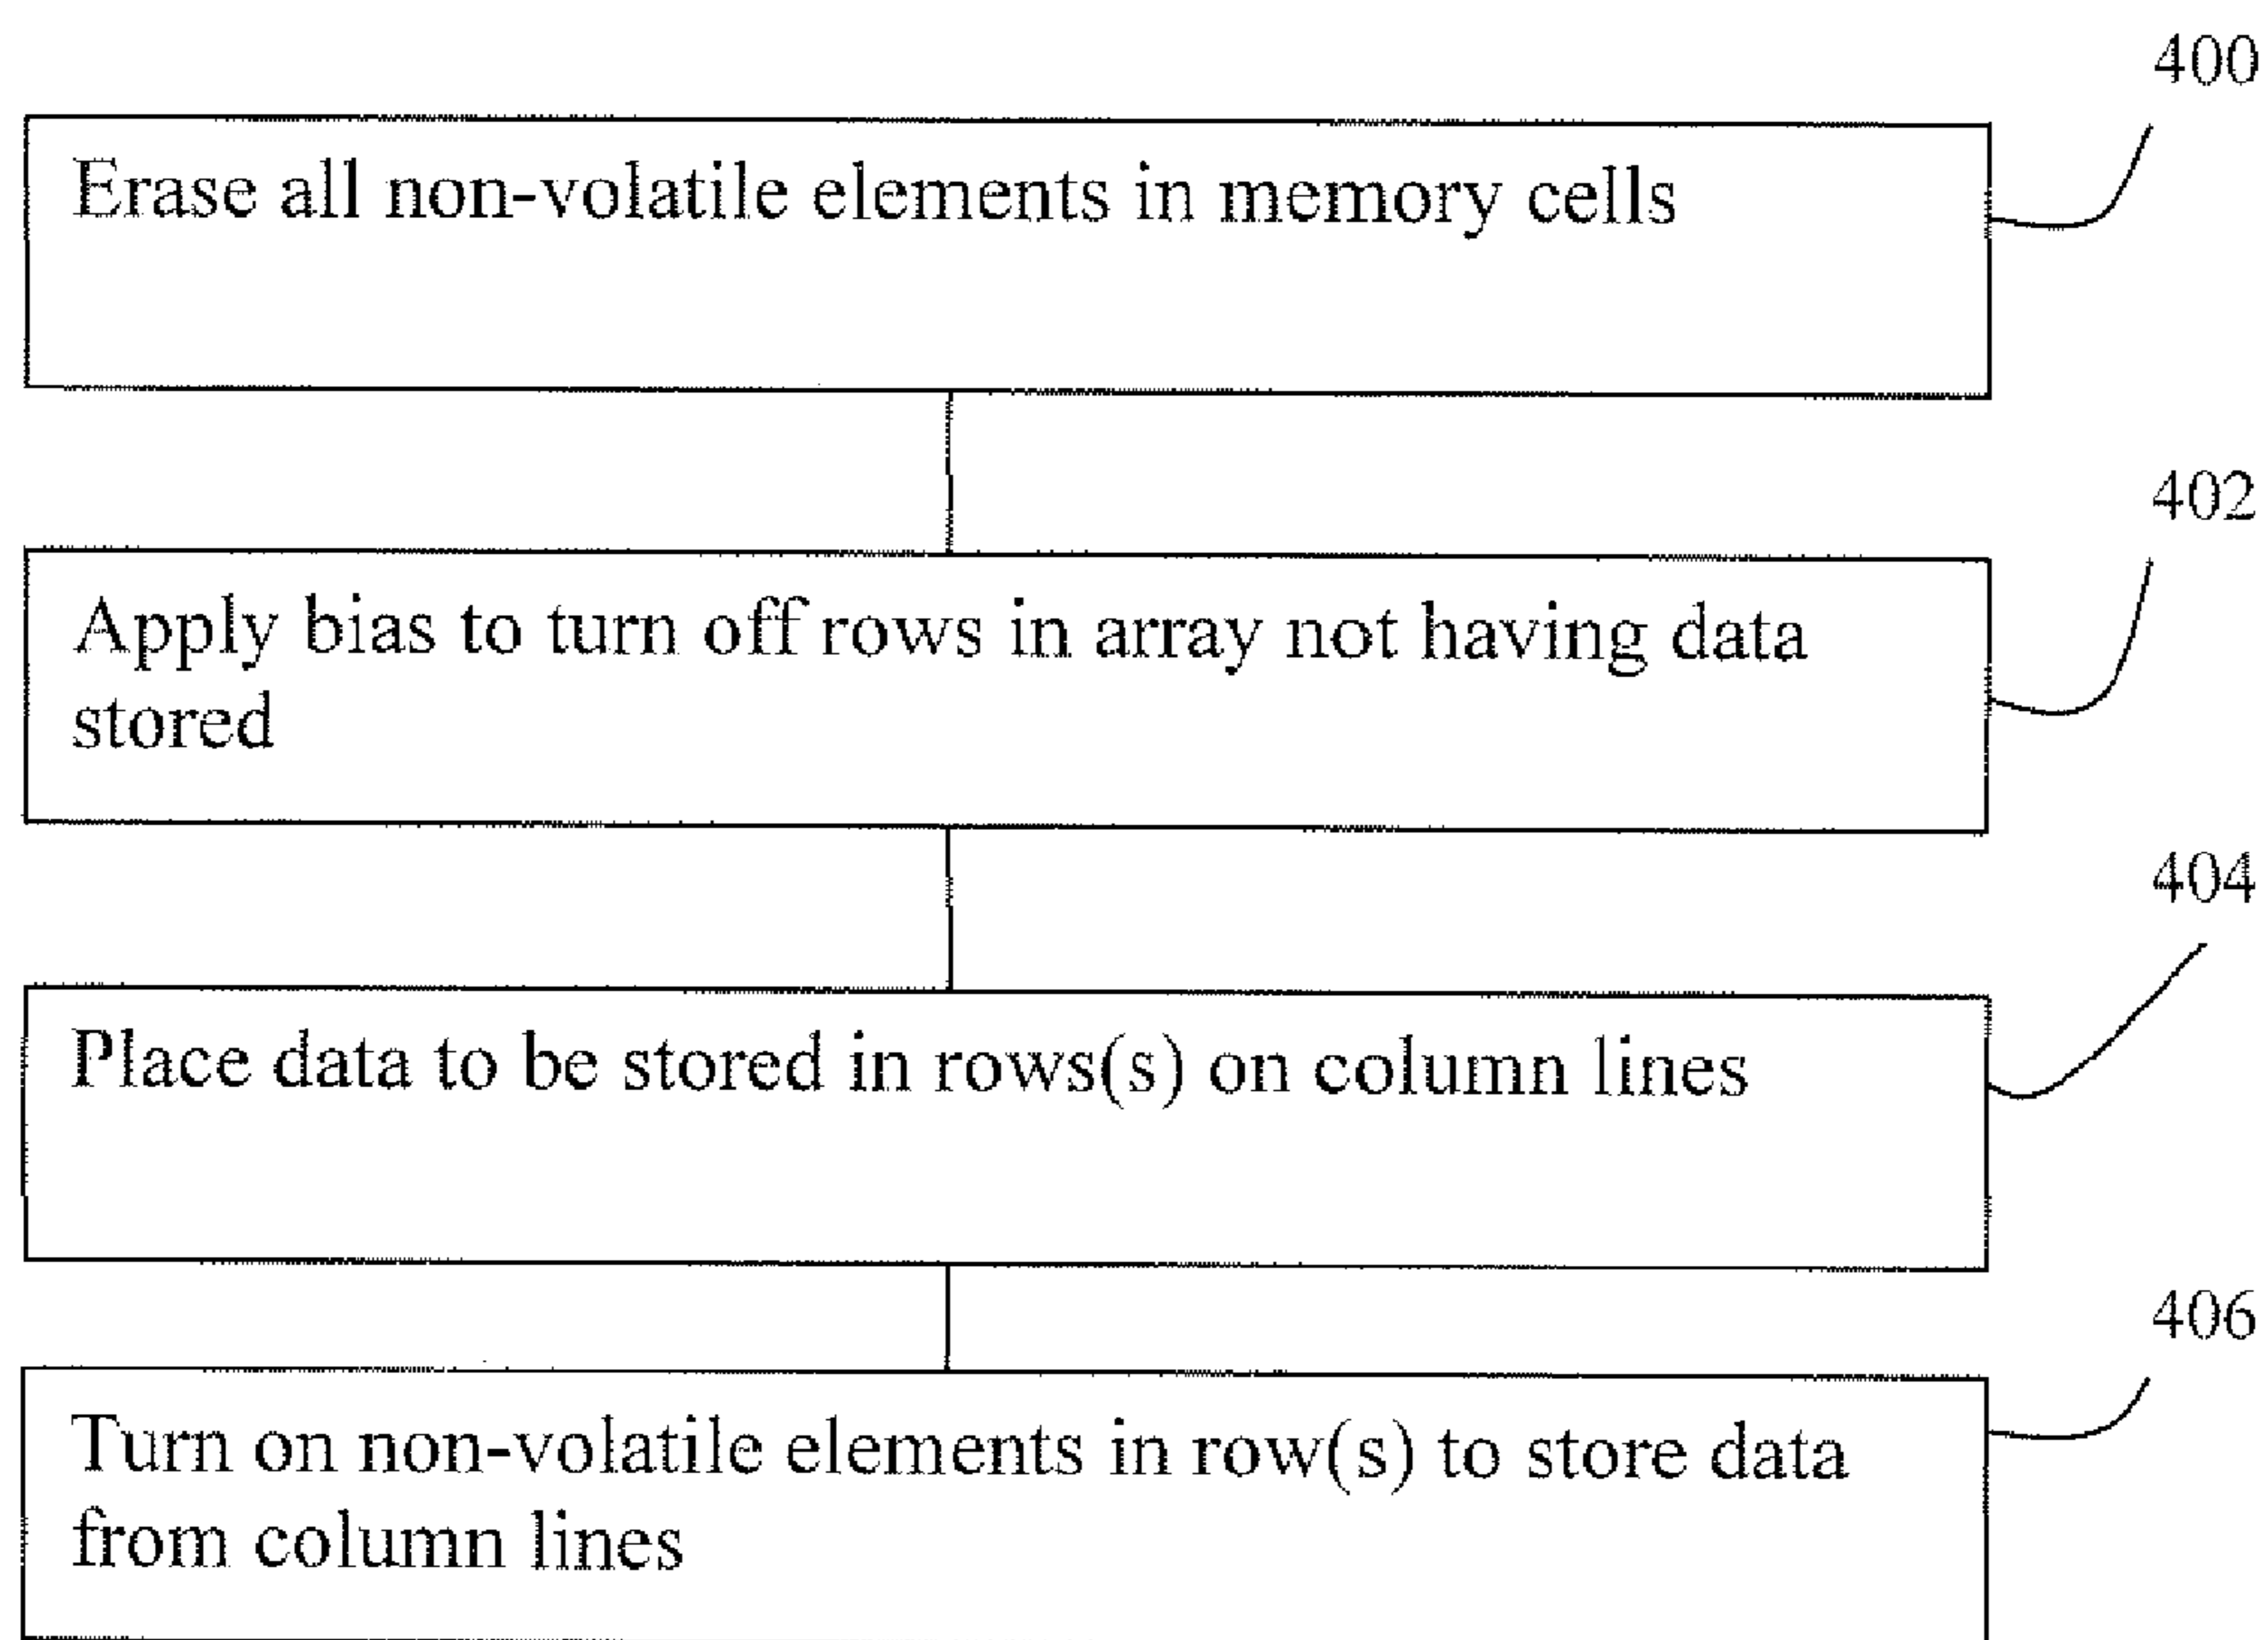 400
Erase all non-volatile elements in memory cells
402
Apply bias to turn off rows in array not having data
stored
404
Place data to be stored in rows(s) on column lines
406
Turn on non-volatile elements in row(s) to store data
from column lines